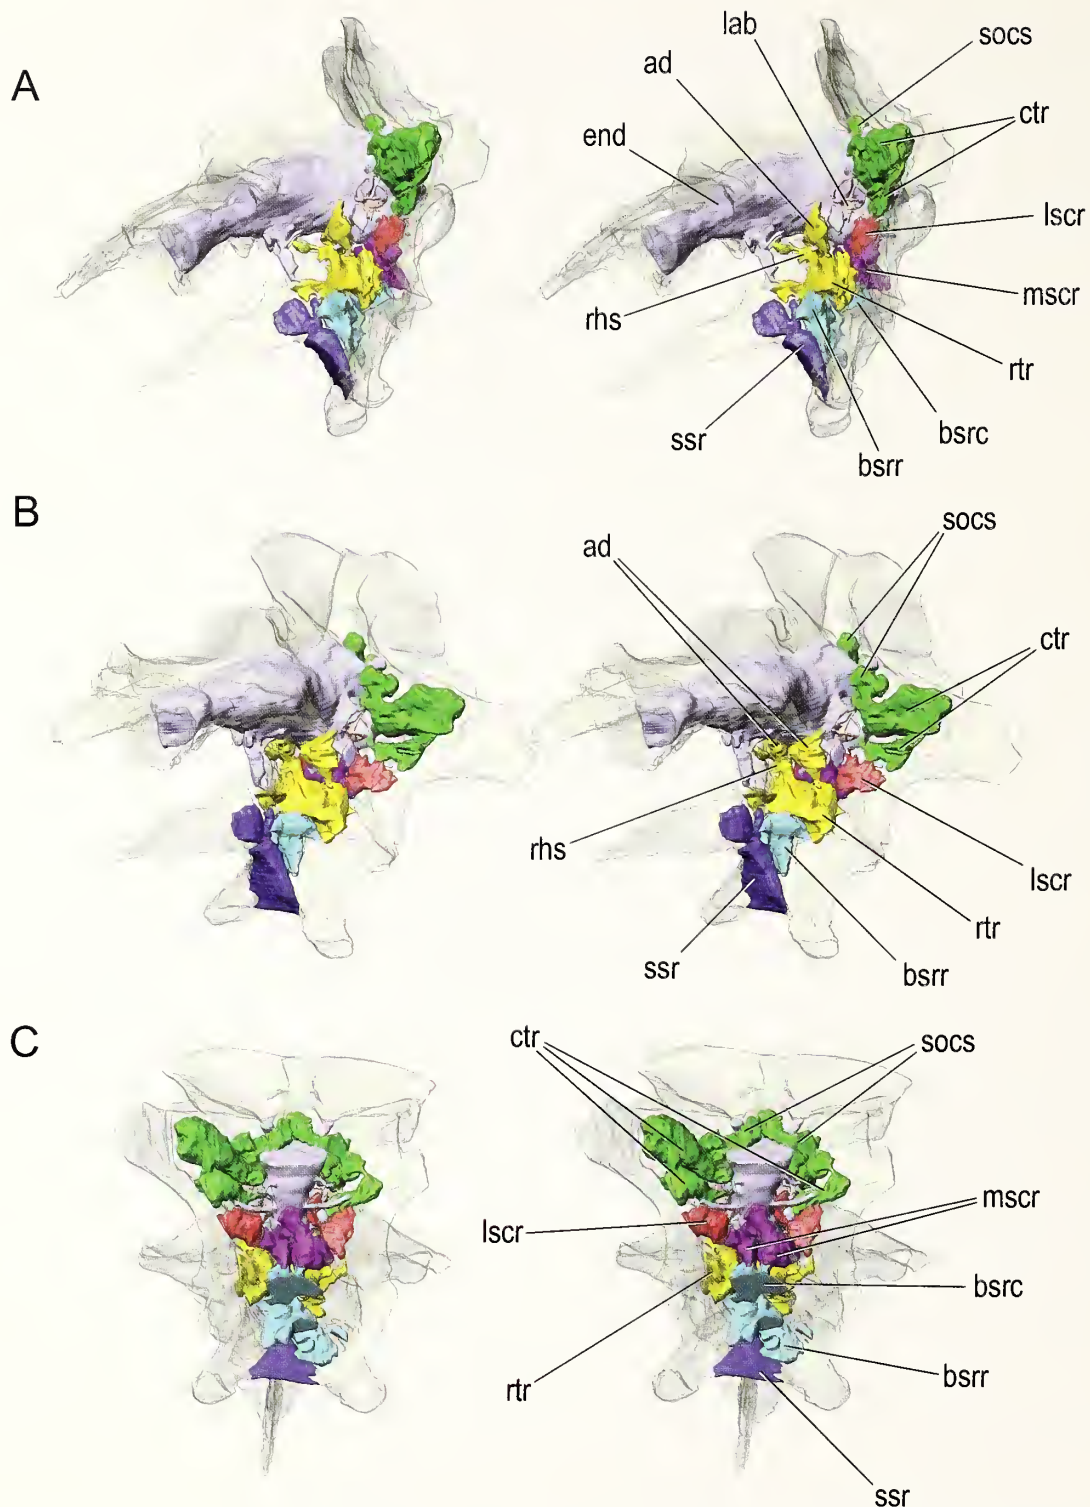 A
lab
socs
ad
ctr
end
lscr
mscr
rhs
rtr
bsrc
ssr
bsrr
B
socs
ad
ctr
rhs
lscr
rtr
ssr
bsrr
C
ctr
socs
mscr
lscr
bsrc
bsrr
rtr
ssr